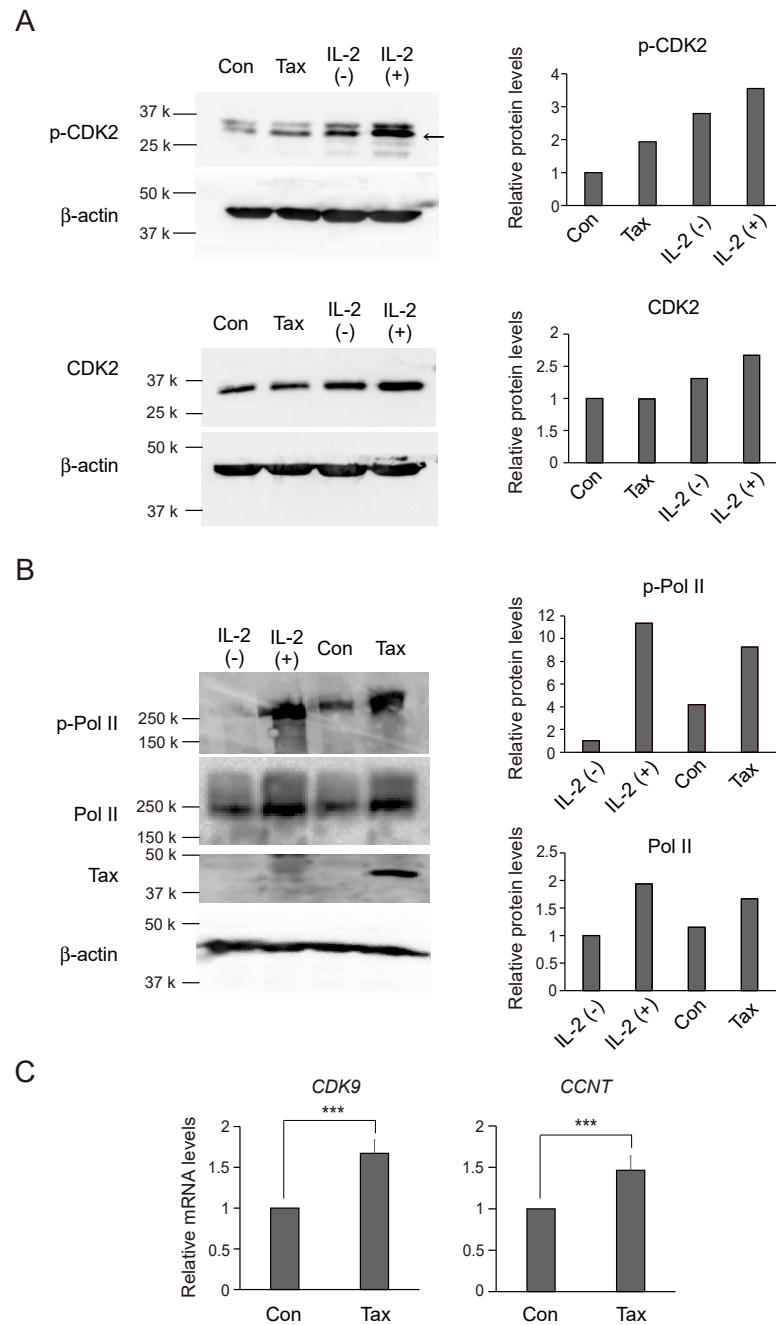 A
Con Tax IL-2 (-) IL-2 (+)
p-CDK2
37 k
25 k
←
β-actin
50 k
37 k
p-CDK2
Relative protein levels
4
3
2
1
0
Con Tax IL-2 (-) IL-2 (+)
Con Tax IL-2 (-) IL-2 (+)
CDK2
37 k
25 k
β-actin
50 k
37 k
CDK2
Relative protein levels
2
2.5
1
1.5
0
Con Tax IL-2 (-) IL-2 (+)
B
IL-2 (-) IL-2 (+) Con Tax
p-Pol II
250 k
150 k
Pol II
250 k
150 k
Tax
50 k
37 k
β-actin
50 k
37 k
p-Pol II
Relative protein levels
12
10
8
6
4
2
0
IL-2 (-) IL-2 (+) Con Tax
Pol II
Relative protein levels
2.5
2
1.5
1
0.5
0
IL-2 (-) IL-2 (+) Con Tax
C
CDK9
***
Relative mRNA levels
2
1.5
1
0.5
0
Con Tax
CCNT
***
2
1.5
1
0.5
0
Con Tax